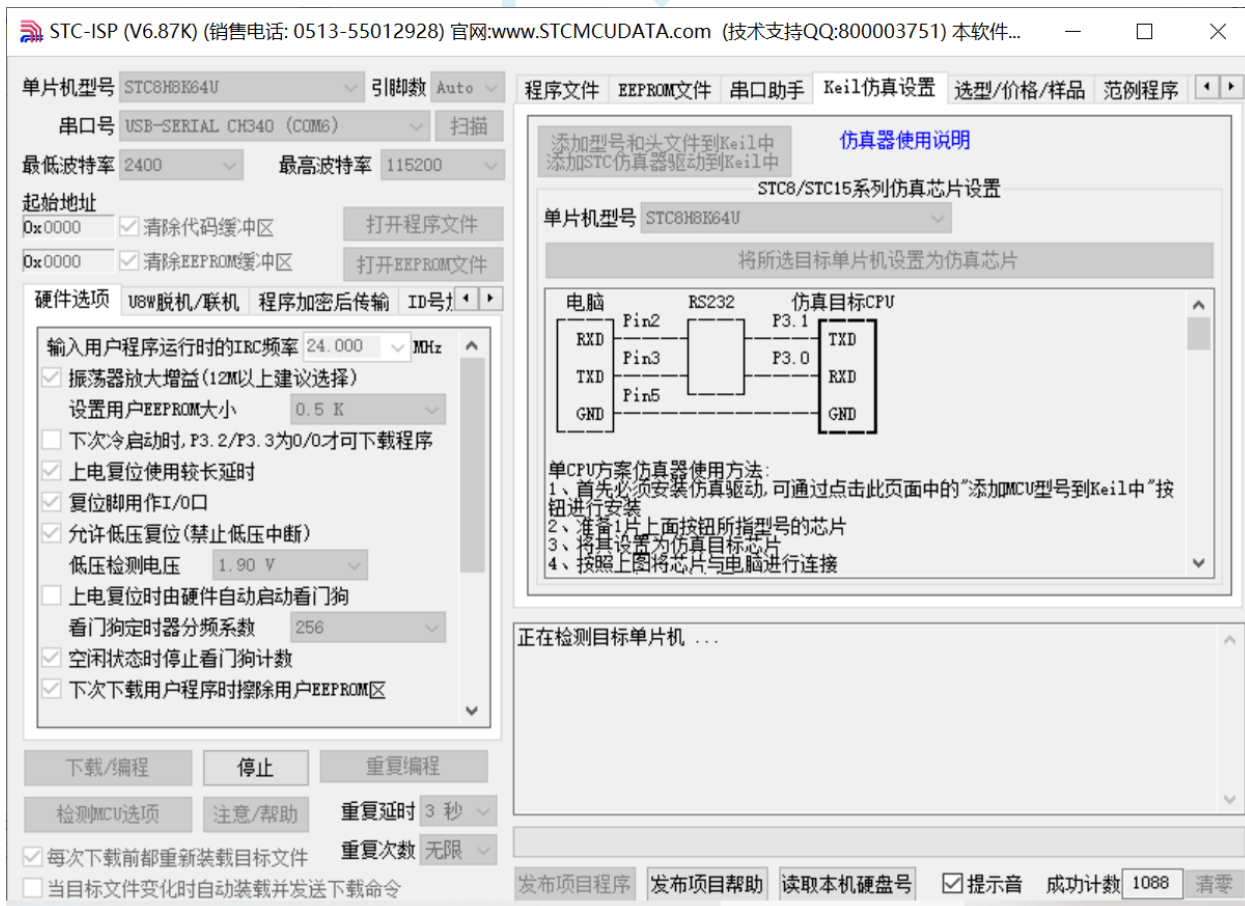 STC-ISP (V6.87K) (销售电话: 0513-55012928) 官网:www.STCMCUDATA.com (技术支持QQ:800003751) 本软件...
单片机型号 STC8H8K64U 引脚数 Auto
串口号 USB-SERIAL CH340 (COM6) 扫描
最低波特率 2400 最高波特率 115200
起始地址
0x0000 清除代码缓冲区 打开程序文件
0x0000 清除EEPROM缓冲区 打开EEPROM文件
硬件选项 U8W脱机/联机 程序加密后传输 ID号
输入用户程序运行时的IRC频率 24.000 MHz
振荡器放大增益(12M以上建议选择)
设置用户EEPROM大小 0.5 K
下次冷启动时,P3.2/P3.3为0/0才可下载程序
上电复位使用较长延时
复位脚用作I/O口
允许低压复位(禁止低压中断)
低压检测电压 1.90 V
上电复位时由硬件自动启动看门狗
看门狗定时器分频系数 256
空闲状态时停止看门狗计数
下次下载用户程序时擦除用户EEPROM区
下载/编程 停止 重复编程
检测MCU选项 注意/帮助 重复延时 3 秒
每次下载前都重新装载目标文件 重复次数 无限
当目标文件变化时自动装载并发送下载命令
程序文件 EEPROM文件 串口助手 Keil仿真设置 选型/价格/样品 范例程序
添加型号和头文件到Keil中
添加STC仿真器驱动到Keil中
仿真器使用说明
STC8/STC15系列仿真芯片设置
单片机型号 STC8H8K64U
将所选目标单片机设置为仿真芯片
电脑 RS232 仿真目标CPU
Pin2 P3.1
RXD TXD
Pin3 P3.0
TXD RXD
Pin5
GND GND
单CPU方案仿真器使用方法:
1、首先必须安装仿真驱动,可通过点击此页面中的"添加MCU型号到Keil中"按
钮进行安装
2、准备1片上面按钮所指型号的芯片
3、将其设置为仿真目标芯片
4、按照上图将芯片与电脑进行连接
正在检测目标单片机 ...
发布项目程序 发布项目帮助 读取本机硬盘号 提示音 成功计数 1088 清零